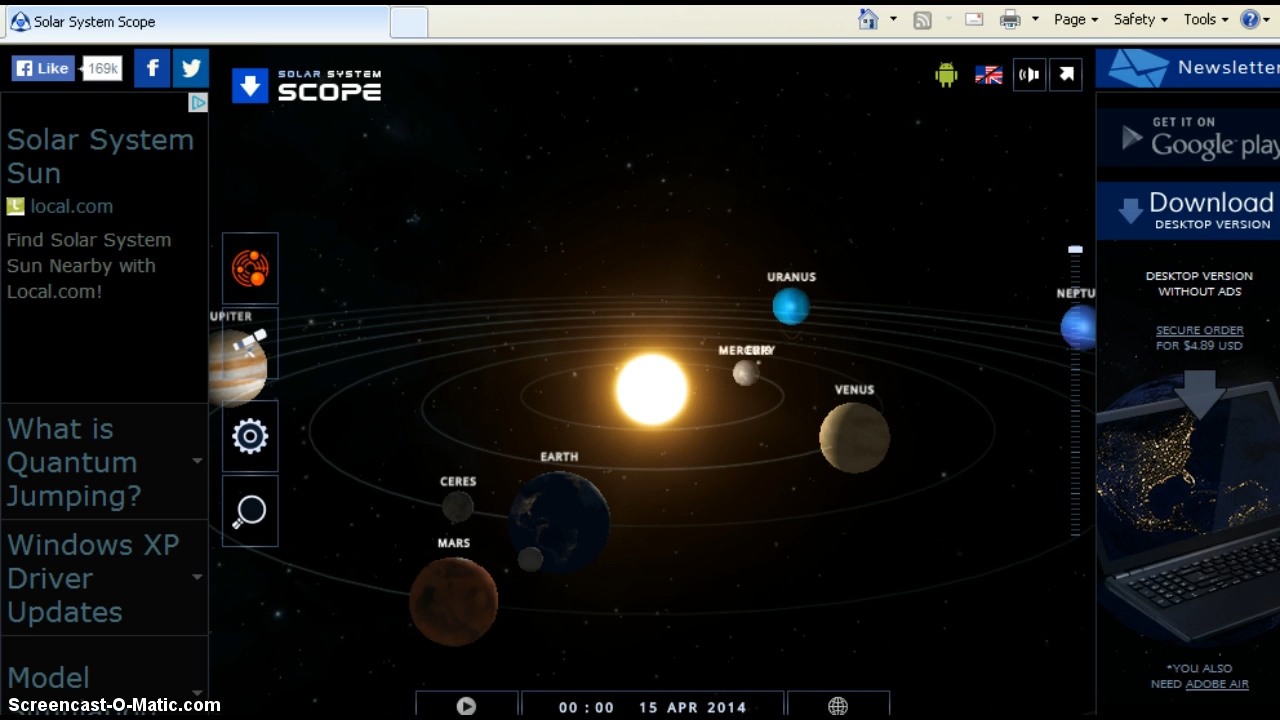 Solar System Scope
Page
Safety
Tools
Like
169k
SOLAR SYSTEM
SCOPE
Newsletter
Solar System
Sun
local.com
Find Solar System
Sun Nearby with
Local.com!
What is
Quantum
Jumping?
Windows XP
Driver
Updates
Model
UPITER
URANUS
NEPTU
VENUS
EARTH
CERES
MARS
00 : 00 15 APR 2014
GET IT ON
Google play
Download
DESKTOP VERSION
DESKTOP VERSION
WITHOUT ADS
SECURE ORDER
FOR $4.89 USD
*YOU ALSO
NEED ADOBE AIR
Screencast-O-Matic.com